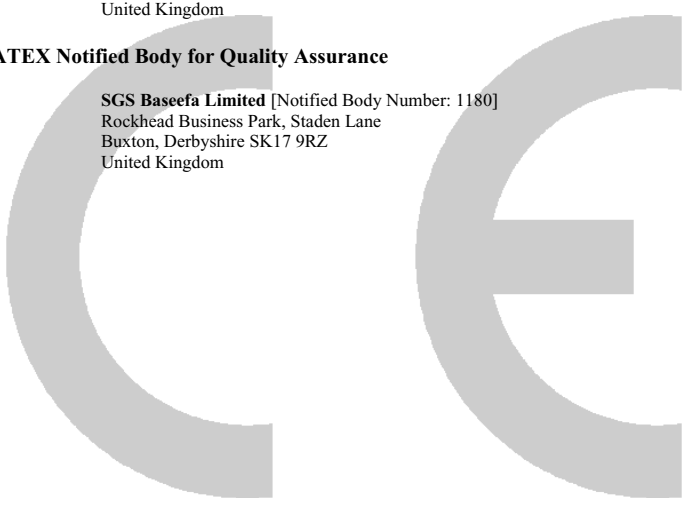 United Kingdom
ATEX Notified Body for Quality Assurance
SGS Baseefa Limited [Notified Body Number: 1180]
Rockhead Business Park, Staden Lane
Buxton, Derbyshire SK17 9RZ
United Kingdom
CE